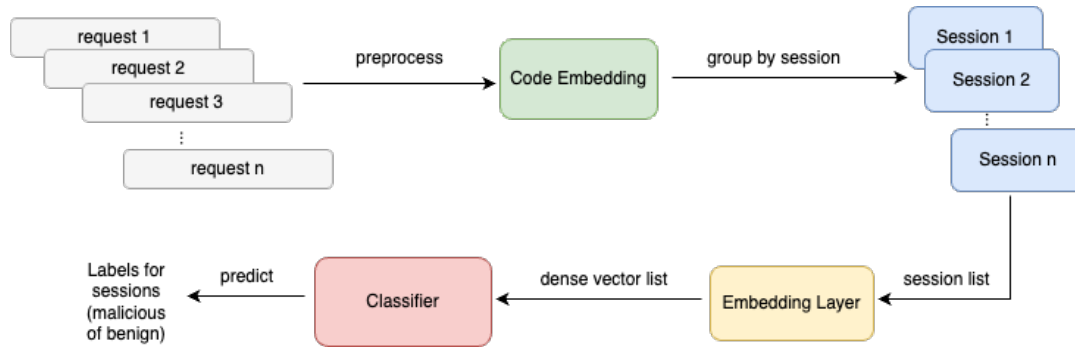 request 1
request 2
request 3
request n
preprocess
Code Embedding
group by session
Session 1
Session 2
Session n
session list
Embedding Layer
dense vector list
Classifier
predict
Labels for
sessions
(malicious
of benign)